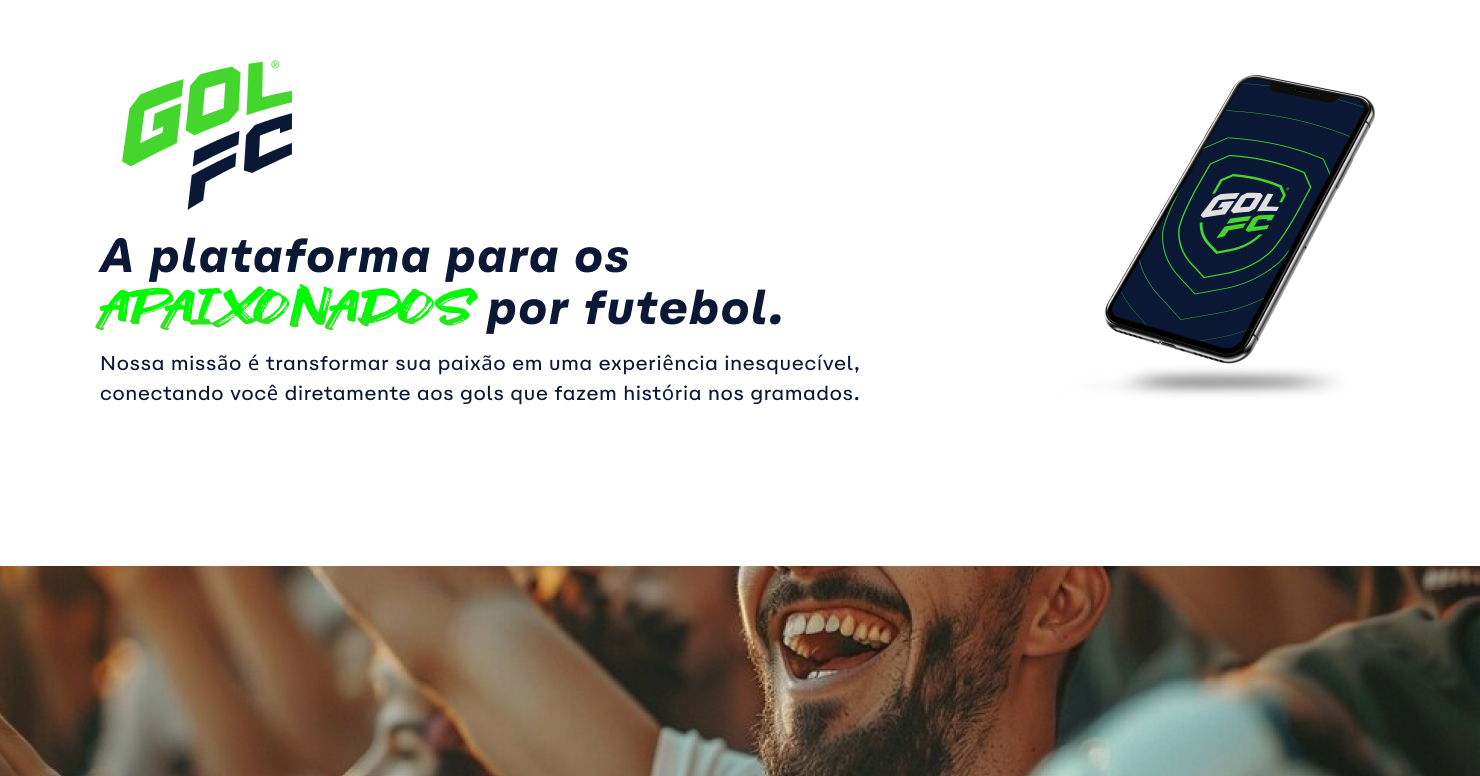 GOL®
FC
A plataforma para os
APAIXONADOS por futebol.
Nossa missão é transformar sua paixão em uma experiência inesquecível,
conectando você diretamente aos gols que fazem história nos gramados.
GOL
FC